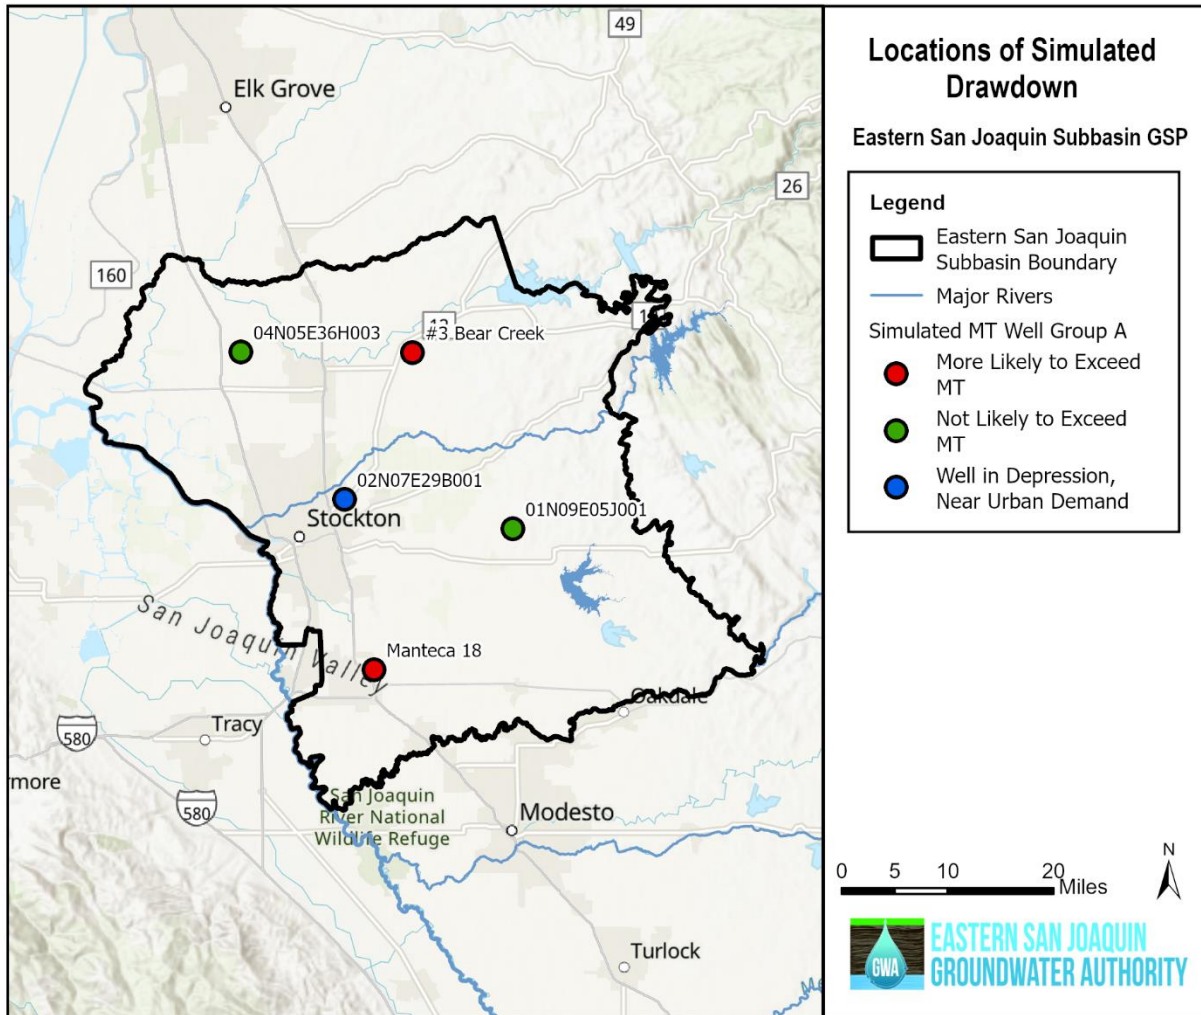 49
Elk Grove
26
160
04N05E36H003
#3 Bear Creek
02N07E29B001
Stockton
01N09E05J001
San Joaquin Valley
Manteca 18
Oakdale
580
Tracy
more
580
San Joaquin
River National
Wildlife Refuge
Modesto
Turlock
Locations of Simulated
Drawdown
Eastern San Joaquin Subbasin GSP
Legend
Eastern San Joaquin
Subbasin Boundary
Major Rivers
Simulated MT Well Group A
More Likely to Exceed
MT
Not Likely to Exceed
MT
Well in Depression,
Near Urban Demand
N
0 5 10 20
Miles
GWA
EASTERN SAN JOAQUIN
GROUNDWATER AUTHORITY